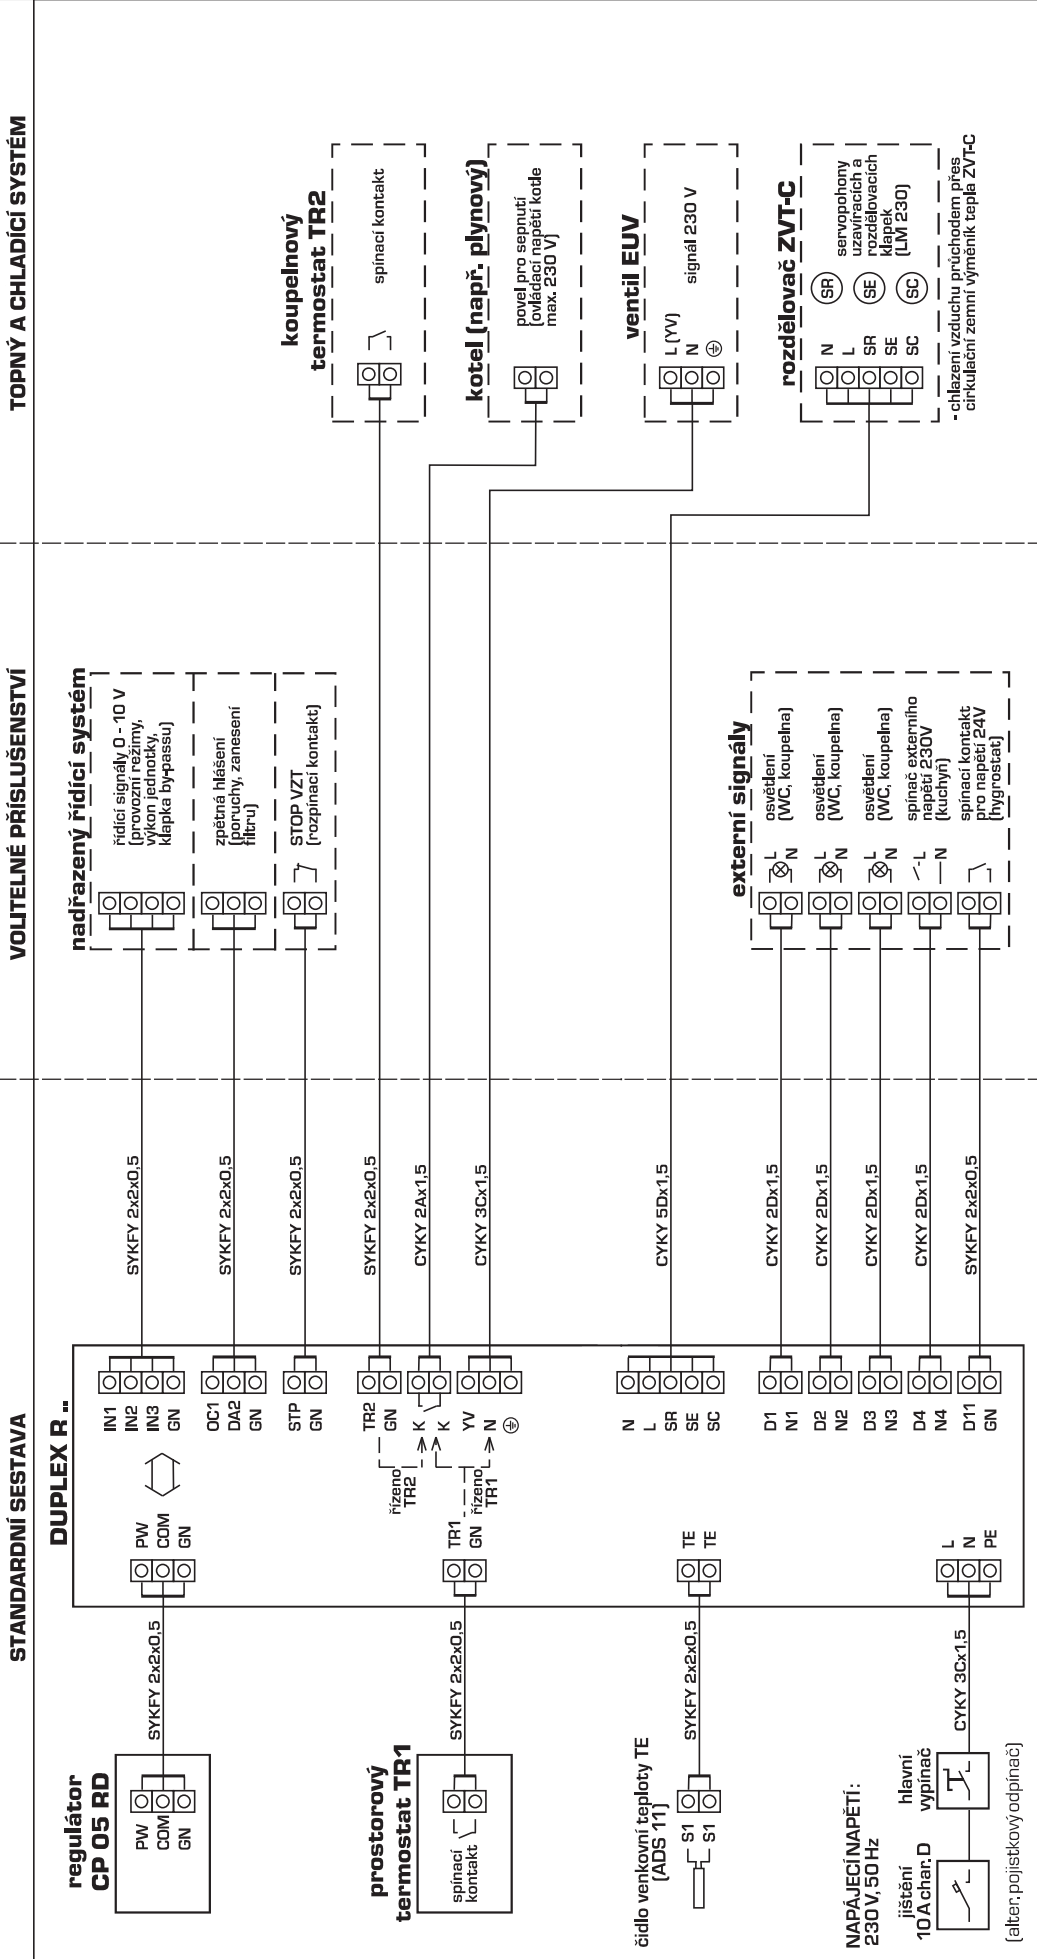 STANDARDNÍ SESTAVA
VOLITELNÉ PŘÍSLUŠENSTVÍ
TOPNÝ A CHLADÍCÍ SYSTÉM
regulátor
CP 05 RD
PW
COM
GN
SYKFY 2x2x0,5
prostorový
termostat TR1
spínací
kontakt
SYKFY 2x2x0,5
čidlo venkovní teploty TE
(ADS 11)
S1
S1
SYKFY 2x2x0,5
NAPÁJECÍ NAPĚTÍ:
230 V, 50 Hz
jištění
10 A char. D
hlavní
vypínač
(alter. pojistkový odpínač)
CYKY 3Cx1,5
DUPLEX R ..
PW
COM
GN
TR1
GN
TE
TE
L
N
PE
řízeno
TR2
řízeno
TR1
IN1
IN2
IN3
GN
OC1
DA2
GN
STP
GN
TR2
GN
K
K
YV
N
N
L
SR
SE
SC
D1
N1
D2
N2
D3
N3
D4
N4
D11
GN
SYKFY 2x2x0,5
SYKFY 2x2x0,5
SYKFY 2x2x0,5
SYKFY 2x2x0,5
CYKY 2Ax1,5
CYKY 3Cx1,5
CYKY 5Dx1,5
CYKY 2Dx1,5
CYKY 2Dx1,5
CYKY 2Dx1,5
CYKY 2Dx1,5
SYKFY 2x2x0,5
nadřazený řídící systém
řídící signály 0 - 10 V
(provozní režimy,
výkon jednotky,
klapka by-passu)
zpětná hlášení
(poruchy, zanesení
filtru)
STOP VZT
(rozpínací kontakt)
externí signály
L
N
osvětlení
(WC, koupelna)
L
N
osvětlení
(WC, koupelna)
L
N
osvětlení
(WC, koupelna)
L
N
spínač externího
napětí 230V
(kuchyň)
spínací kontakt
pro napětí 24V
(hygrostat)
koupelnový
termostat TR2
spínací kontakt
kotel (např. plynový)
povel pro sepnutí
(ovládací napětí kotle
max. 230 V)
ventil EUV
L (YV)
N
signál 230 V
rozdělovač ZVT-C
N
L
SR
SE
SC
SR
SE
SC
servopohony
uzavíracích a
rozdělovacích
klapek
(LM 230)
- chlazení vzduchu průchodem přes
cirkulační zemní výměník tepla ZVT-C